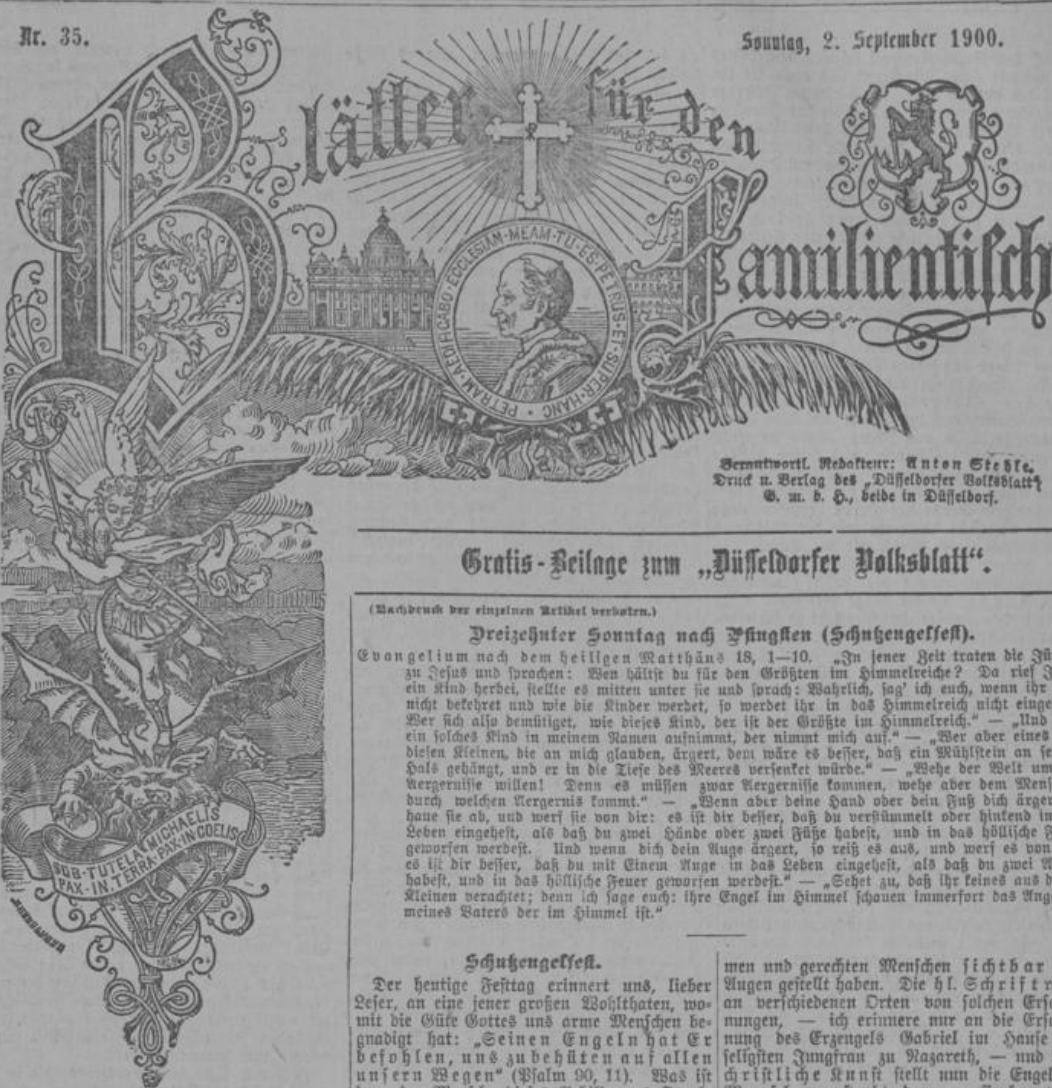 Nr. 35.
Sonntag, 2. September 1900.
Blätter für den
Familientisch
PETRAM AEDIFICABO ECCLESIAM MEAM·TU·ES·PETRUS·ET·SUPER·HANC
Verantwortl. Redakteur: Anton Stehle.
Druck u. Verlag des „Düsseldorfer Volksblatt“
G. m. b. H., beide in Düsseldorf.
Gratis-Beilage zum „Düsseldorfer Volksblatt“.
(Nachdruck der einzelnen Artikel verboten.)
Dreizehnter Sonntag nach Pfingsten (Schutzengelfest).
Evangelium nach dem heiligen Matthäus 18, 1—10. „In jener Zeit traten die Jü
zu Jesus und sprachen: Wen hältst du für den Größten im Himmelreiche? Da rief J
ein Kind herbei, stellte es mitten unter sie und sprach: Wahrlich, sag' ich euch, wenn ihr
nicht bekehret und wie die Kinder werdet, so werdet ihr in das Himmelreich nicht einge
Wer sich also demütiget, wie dieses Kind, der ist der Größte im Himmelreich.“ — „Und
ein solches Kind in meinem Namen aufnimmt, der nimmt mich auf.“ — „Wer aber eines
diesen Kleinen, die an mich glauben, ärgert, dem wäre es besser, daß ein Mühlstein an se
Hals gehängt, und er in die Tiefe des Meeres versenket würde.“ — „Wehe der Welt um
Aergernisse willen! Denn es müssen zwar Aergernisse kommen, wehe aber dem Mens
durch welchen Aergernis kommt.“ — „Wenn aber deine Hand oder dein Fuß dich ärger
haue sie ab, und werf sie von dir: es ist dir besser, daß du verstümmelt oder hinkend in
Leben eingehest, als daß du zwei Hände oder zwei Füße habest, und in das höllische F
geworfen werdest. Und wenn dich dein Auge ärgert, so reiß es aus, und werf es von
es ist dir besser, daß du mit Einem Auge in das Leben eingehest, als daß du zwei A
habest, und in das höllische Feuer geworfen werdest.“ — „Sehet zu, daß ihr keines aus d
Kleinen verachtet; denn ich sage euch: ihre Engel im Himmel schauen immerfort das Ang
meines Vaters der im Himmel ist.“
SUB·TUTELA MICHAELIS
PAX·IN·TERRA·PAX·IN·COELIS
Schutzengelfest.
Der heutige Festtag erinnert uns, lieber
Leser, an eine jener großen Wohlthaten, wo-
mit die Güte Gottes uns arme Menschen be-
gnadigt hat: „Seinen Engeln hat Er
befohlen, uns zu behüten auf allen
unsern Wegen“ (Psalm 90, 11). Was ist
men und gerechten Menschen sichtbar
Augen gestellt haben. Die hl. Schrift r
an verschiedenen Orten von solchen Ersc
nungen, — ich erinnere nur an die Ersc
nung des Erzengels Gabriel im Hause
seligsten Jungfrau zu Nazareth, — und
christliche Kunst stellt nun die Engel